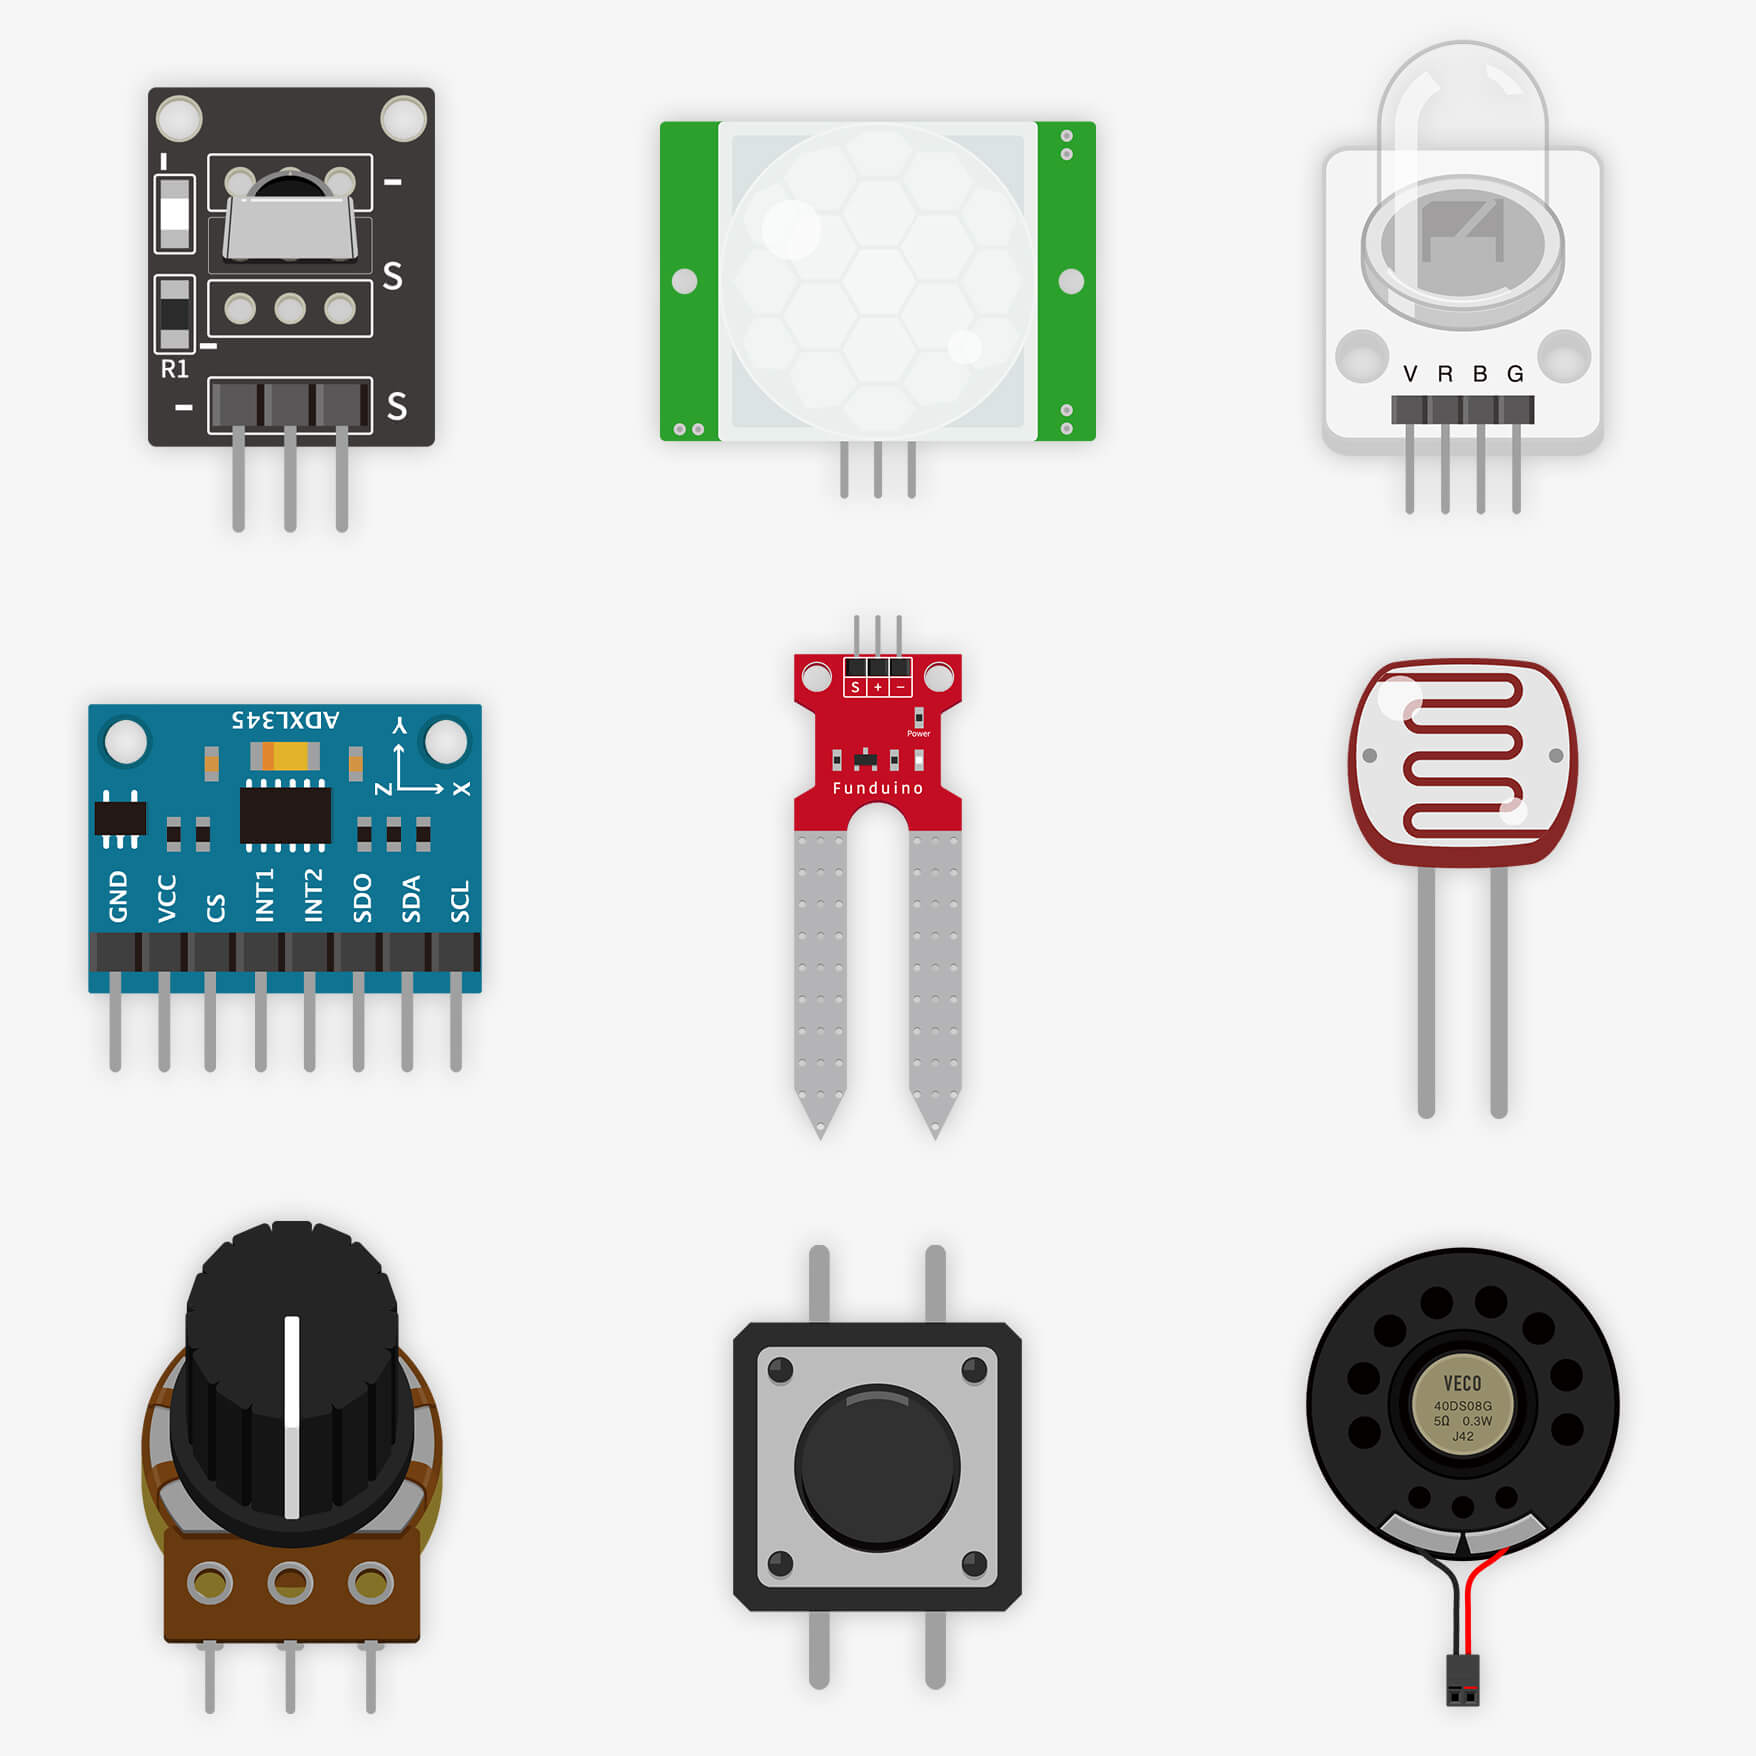 -
S
R1
-
S
V R B G
ADXL345
Y
Z
X
GND
VCC
CS
INT1
INT2
SDO
SDA
SCL
S + −
Power
Funduino
VECO
40DS08G
5Ω 0.3W
J42